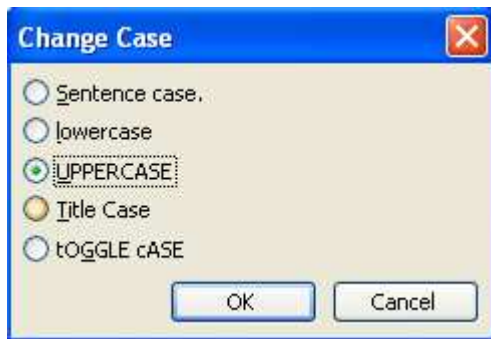 Change Case
Sentence case.
lowercase
UPPERCASE
Title Case
tOGGLE cASE
OK Cancel